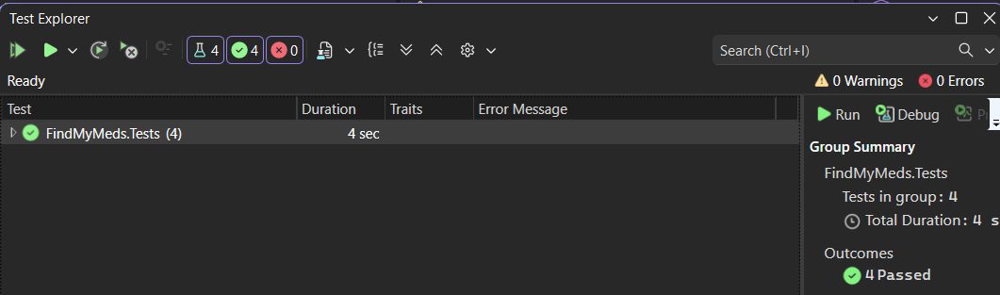 Test Explorer
4 4 0
Search (Ctrl+I)
Ready
0 Warnings 0 Errors
Test Duration Traits Error Message
FindMyMeds.Tests (4) 4 sec
Run Debug
Group Summary
FindMyMeds.Tests
Tests in group: 4
Total Duration: 4 s
Outcomes
4 Passed